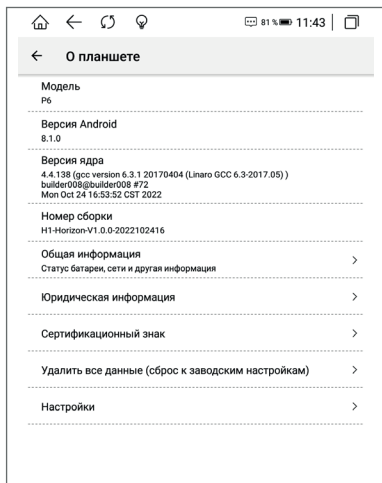 81 % 11:43
О планшете
Модель
P6
Версия Android
8.1.0
Версия ядра
4.4.138 (gcc version 6.3.1 20170404 (Linaro GCC 6.3-2017.05) )
builder008@builder008 #72
Mon Oct 24 16:53:52 CST 2022
Номер сборки
H1-Horizon-V1.0.0-2022102416
Общая информация
Статус батареи, сети и другая информация
Юридическая информация
Сертификационный знак
Удалить все данные (сброс к заводским настройкам)
Настройки